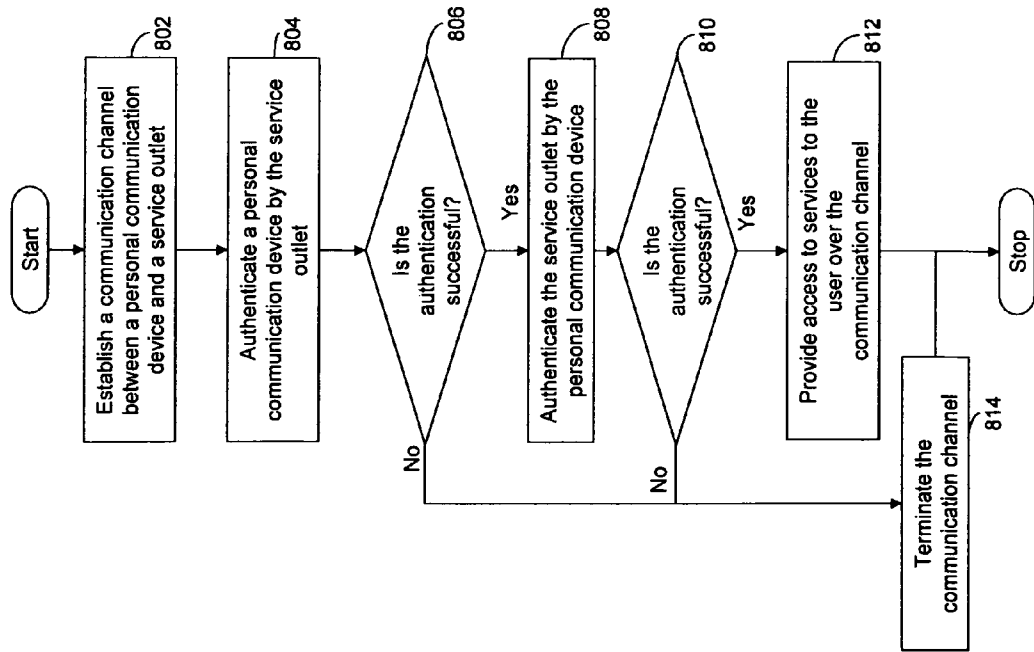 Start
802
Establish a communication channel
between a personal communication
device and a service outlet
804
Authenticate a personal
communication device by the service
outlet
806
Is the
authentication
successful?
No
Yes
808
Authenticate the service outlet by the
personal communication device
810
Is the
authentication
successful?
No
Yes
812
Provide access to services to the
user over the
communication channel
Terminate the
communication channel
814
Stop